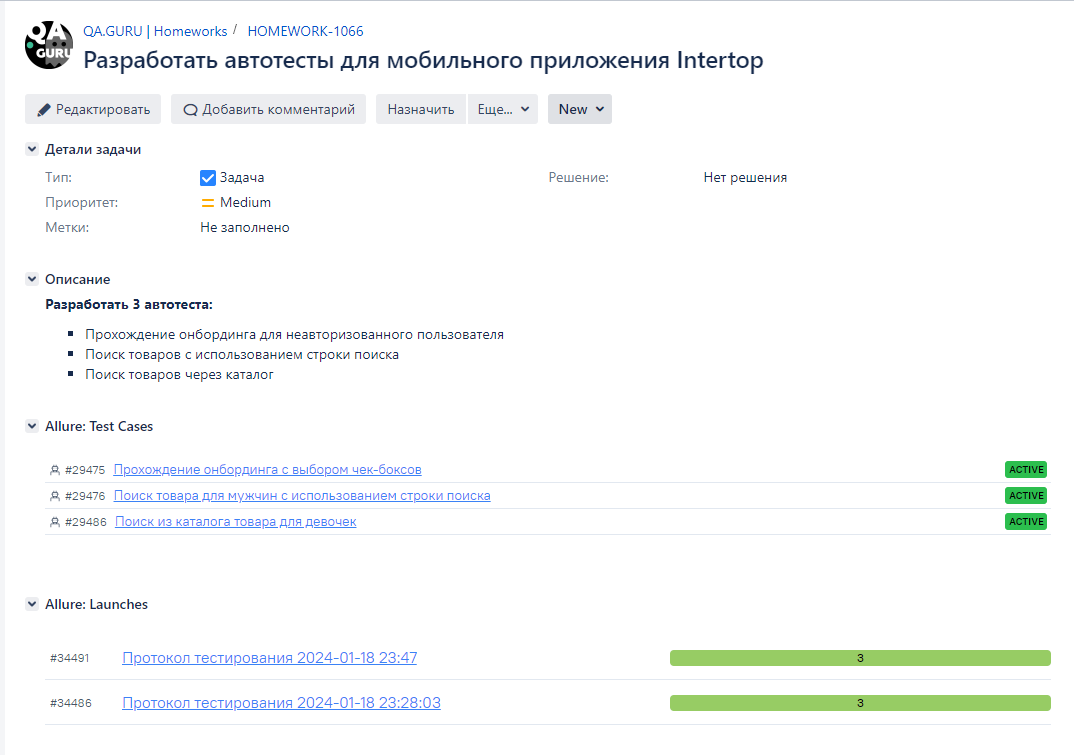 QA
GURU
QA.GURU | Homeworks / HOMEWORK-1066
Разработать автотесты для мобильного приложения Intertop
Редактировать Добавить комментарий Назначить Еще... New
Детали задачи
Тип: Задача Решение: Нет решения
Приоритет: Medium
Метки: Не заполнено
Описание
Разработать 3 автотеста:
Прохождение онбординга для неавторизованного пользователя
Поиск товаров с использованием строки поиска
Поиск товаров через каталог
Allure: Test Cases
#29475 Прохождение онбординга с выбором чек-боксов ACTIVE
#29476 Поиск товара для мужчин с использованием строки поиска ACTIVE
#29486 Поиск из каталога товара для девочек ACTIVE
Allure: Launches
#34491 Протокол тестирования 2024-01-18 23:47 3
#34486 Протокол тестирования 2024-01-18 23:28:03 3